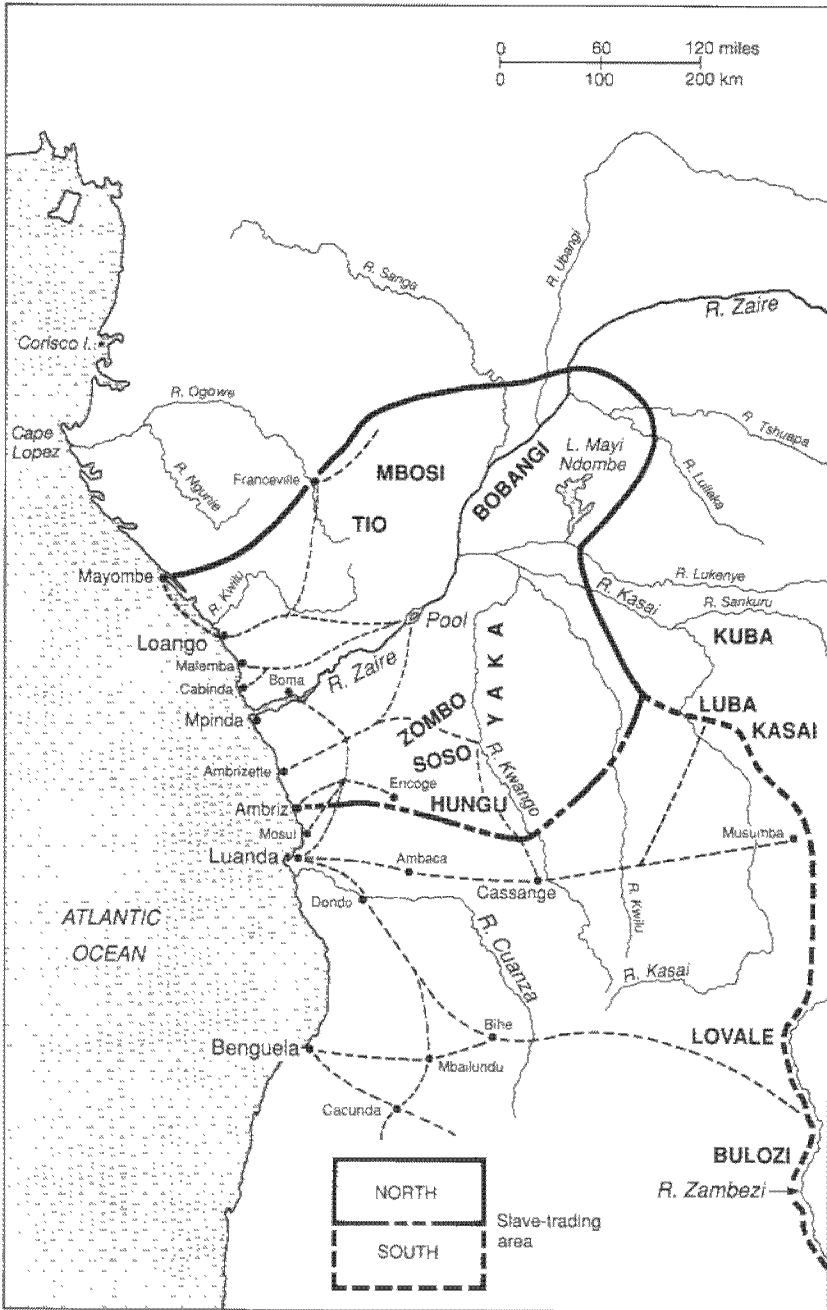 0 60 120 miles
0 100 200 km
R. Ubangi
R. Sanga
R. Zaire
Corisco I.
R. Ogowe
Cape
Lopez
R. Ngunie
Franceville
MBOSI
BOBANGI
L. Mayi
Ndombe
R. Tshuapa
R. Luilaka
TIO
Mayombe
R. Kwilu
R. Lukenye
R. Kasai
R. Sankuru
Loango
Pool
KUBA
Malemba
Cabinda
Boma
R. Zaire
YAKA
LUBA
KASAI
Mpinda
ZOMBO
SOSO
Ambrizette
R. Kwango
Encoge
Ambriz
HUNGU
Mosul
Musumba
Luanda
Ambaca
Cassange
Dondo
R. Kwilu
ATLANTIC
OCEAN
R. Cuanza
R. Kasai
Bihe
LOVALE
Benguela
Mbailundu
Cacunda
BULOZI
R. Zambezi
NORTH
SOUTH
Slave-trading
area